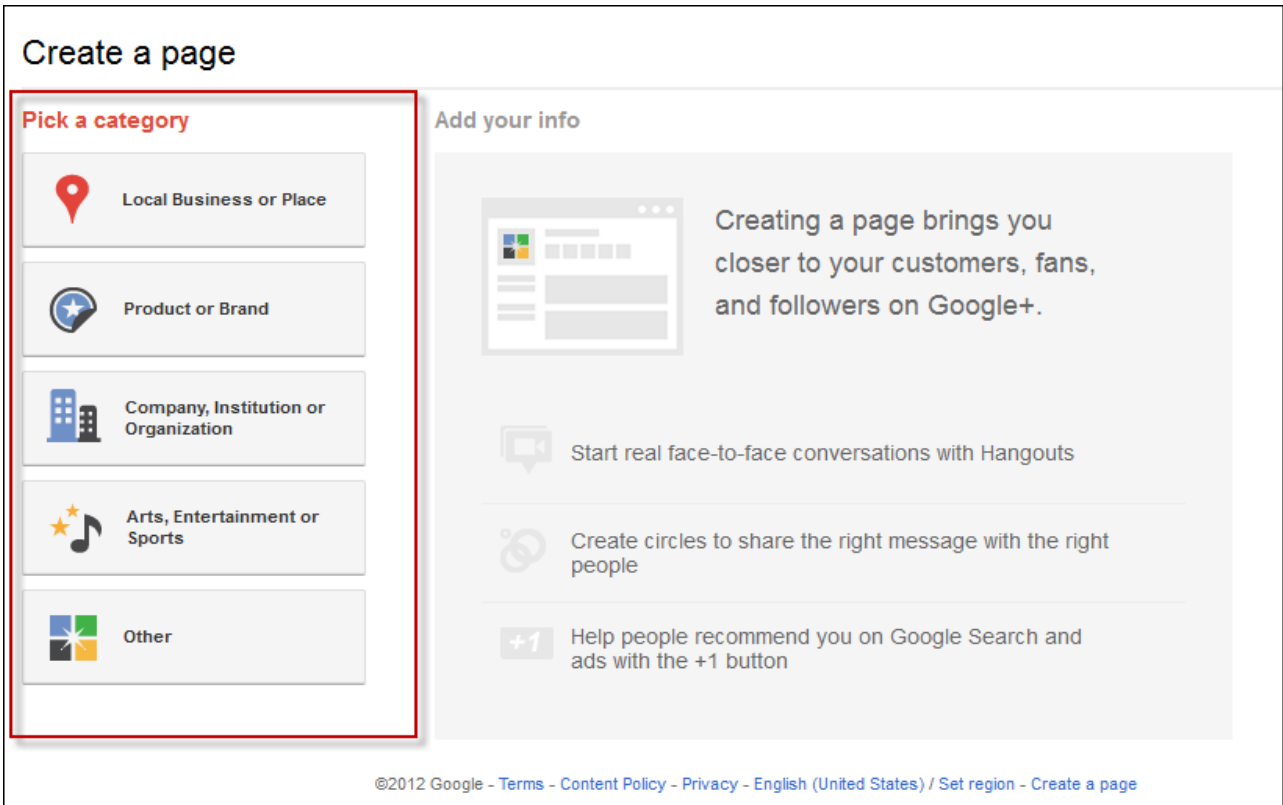 Create a page
Pick a category
Local Business or Place
Product or Brand
Company, Institution or
Organization
Arts, Entertainment or
Sports
Other
Add your info
Creating a page brings you
closer to your customers, fans,
and followers on Google+.
Start real face-to-face conversations with Hangouts
Create circles to share the right message with the right
people
+1
Help people recommend you on Google Search and
ads with the +1 button
©2012 Google - Terms - Content Policy - Privacy - English (United States) / Set region - Create a page